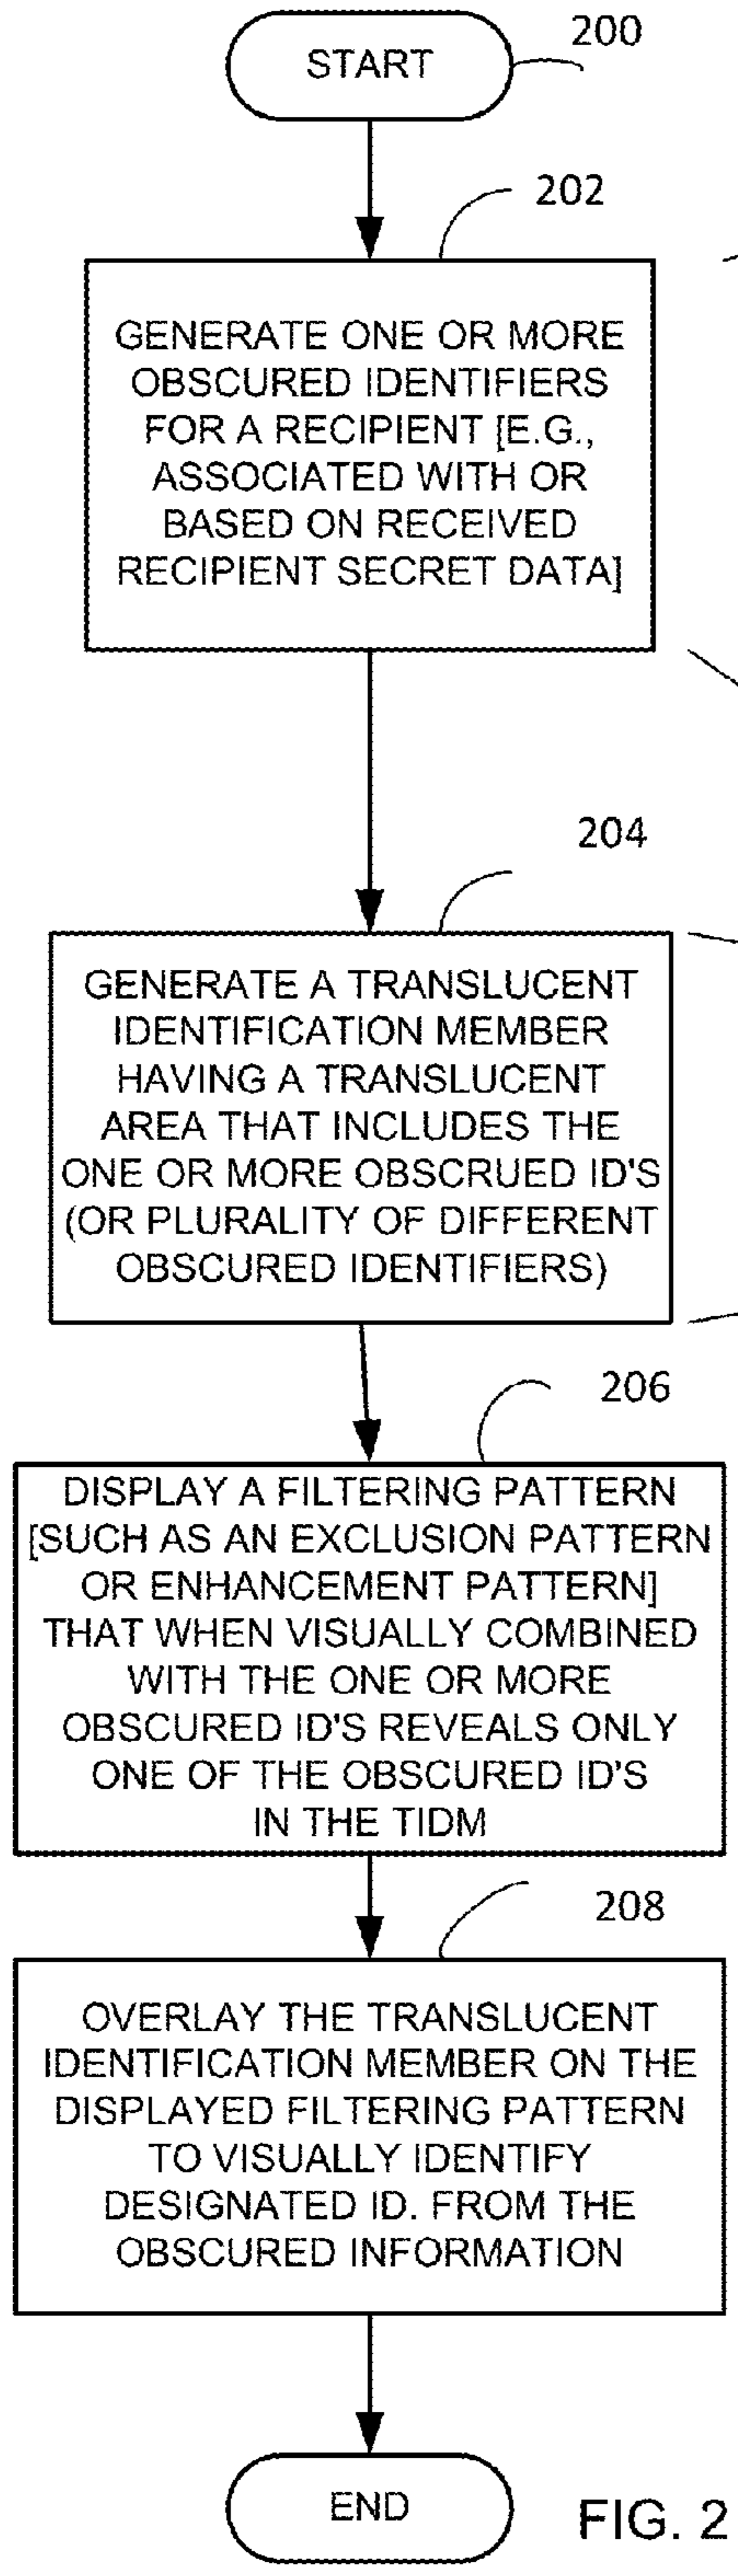 START
200
202
GENERATE ONE OR MORE
OBSCURED IDENTIFIERS
FOR A RECIPIENT [E.G.,
ASSOCIATED WITH OR
BASED ON RECEIVED
RECIPIENT SECRET DATA]
204
GENERATE A TRANSLUCENT
IDENTIFICATION MEMBER
HAVING A TRANSLUCENT
AREA THAT INCLUDES THE
ONE OR MORE OBSCRUED ID'S
(OR PLURALITY OF DIFFERENT
OBSCURED IDENTIFIERS)
206
DISPLAY A FILTERING PATTERN
[SUCH AS AN EXCLUSION PATTERN
OR ENHANCEMENT PATTERN]
THAT WHEN VISUALLY COMBINED
WITH THE ONE OR MORE
OBSCURED ID'S REVEALS ONLY
ONE OF THE OBSCURED ID'S
IN THE TIDM
208
OVERLAY THE TRANSLUCENT
IDENTIFICATION MEMBER ON THE
DISPLAYED FILTERING PATTERN
TO VISUALLY IDENTIFY
DESIGNATED ID. FROM THE
OBSCURED INFORMATION
END
FIG. 2